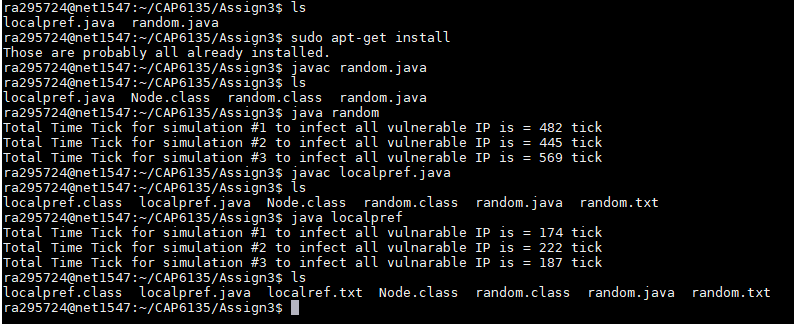 ra295724@net1547:~/CAP6135/Assign3$ ls
localpref.java  random.java
ra295724@net1547:~/CAP6135/Assign3$ sudo apt-get install
Those are probably all already installed.
ra295724@net1547:~/CAP6135/Assign3$ javac random.java
ra295724@net1547:~/CAP6135/Assign3$ ls
localpref.java  Node.class  random.class  random.java
ra295724@net1547:~/CAP6135/Assign3$ java random
Total Time Tick for simulation #1 to infect all vulnerable IP is = 482 tick
Total Time Tick for simulation #2 to infect all vulnerable IP is = 445 tick
Total Time Tick for simulation #3 to infect all vulnerable IP is = 569 tick
ra295724@net1547:~/CAP6135/Assign3$ javac localpref.java
ra295724@net1547:~/CAP6135/Assign3$ ls
localpref.class  localpref.java  Node.class  random.class  random.java  random.txt
ra295724@net1547:~/CAP6135/Assign3$ java localpref
Total Time Tick for simulation #1 to infect all vulnarable IP is = 174 tick
Total Time Tick for simulation #2 to infect all vulnarable IP is = 222 tick
Total Time Tick for simulation #3 to infect all vulnarable IP is = 187 tick
ra295724@net1547:~/CAP6135/Assign3$ ls
localpref.class  localpref.java  localref.txt  Node.class  random.class  random.java  random.txt
ra295724@net1547:~/CAP6135/Assign3$